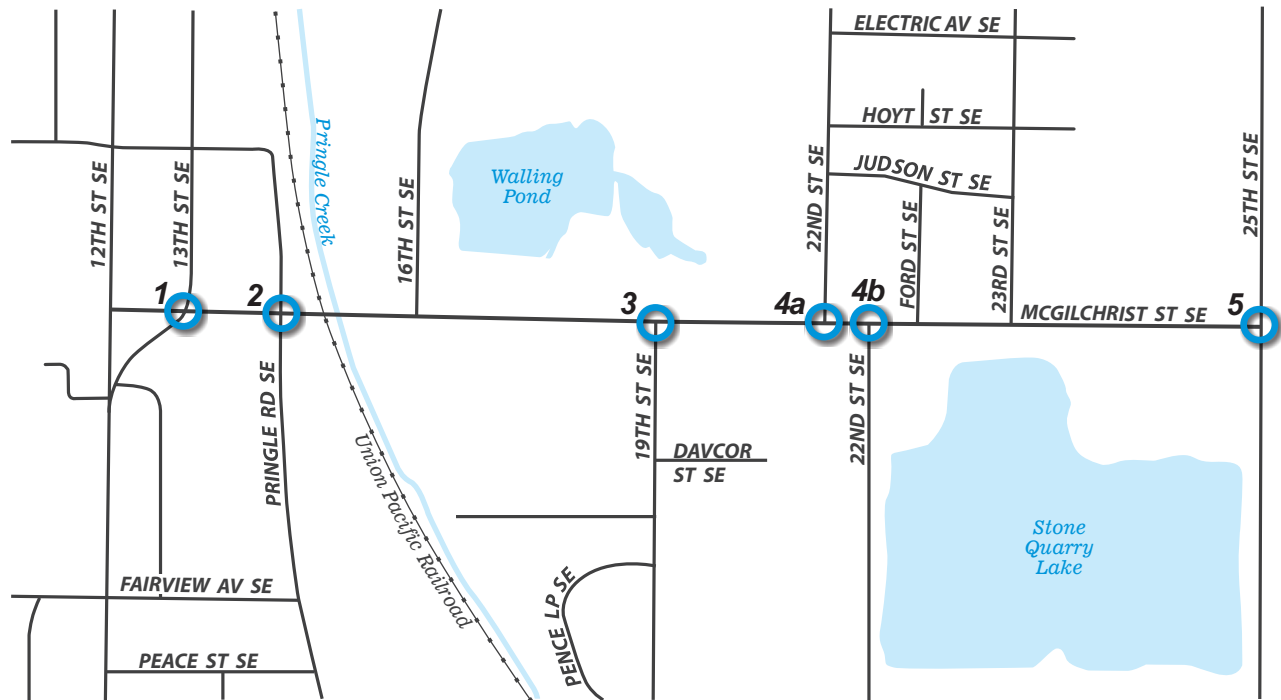 ELECTRIC AV SE
HOYT ST SE
JUDSON ST SE
12TH ST SE
13TH ST SE
Pringle Creek
16TH ST SE
Walling
Pond
22ND ST SE
FORD ST SE
23RD ST SE
25TH ST SE
1
2
3
4a
4b
MCGILCHRIST ST SE
5
PRINGLE RD SE
Union Pacific Railroad
19TH ST SE
DAVCOR
ST SE
22ND ST SE
Stone
Quarry
Lake
FAIRVIEW AV SE
PENCE LP SE
PEACE ST SE